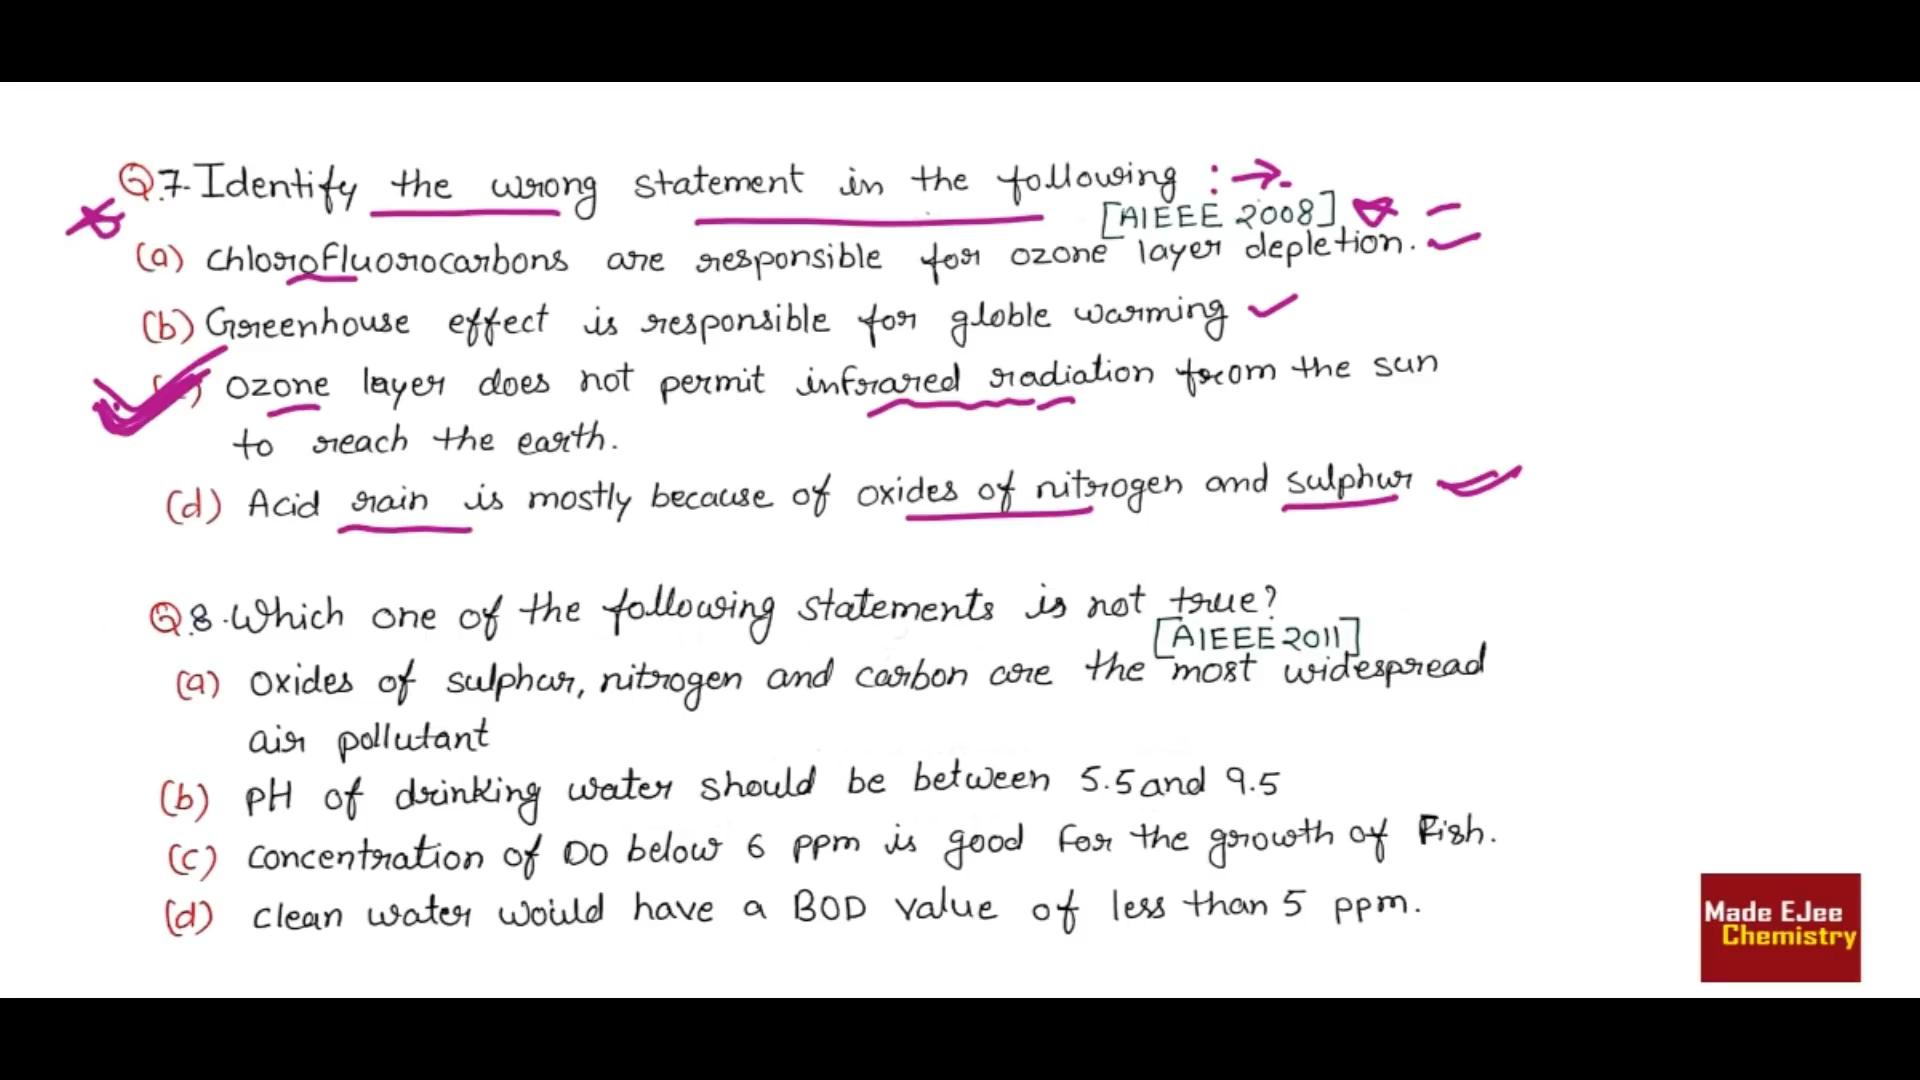 Q.7. Identify the wrong statement in the following :→
[AIEEE 2008]
(a) chlorofluorocarbons are responsible for ozone layer depletion.
(b) Greenhouse effect is responsible for globle warming
ozone layer does not permit infrared radiation from the sun
to reach the earth.
(d) Acid rain is mostly because of oxides of nitrogen and sulphur
Q.8. Which one of the following statements is not true?
[AIEEE 2011]
(a) oxides of sulphur, nitrogen and carbon are the most widespread
air pollutant
(b) pH of drinking water should be between 5.5 and 9.5
(c) concentration of DO below 6 ppm is good for the growth of Fish.
(d) clean water would have a BOD value of less than 5 ppm.
Made EJee
Chemistry